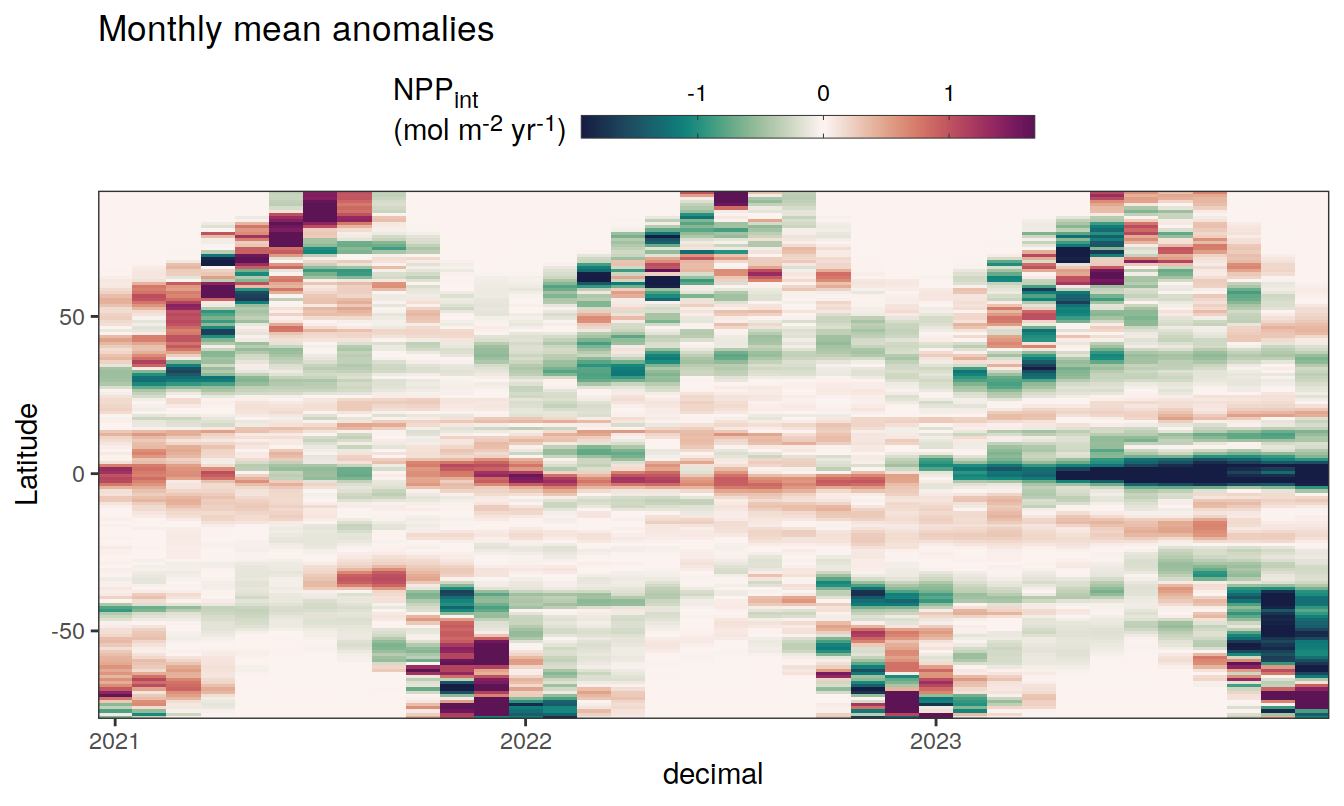 Monthly mean anomalies
NPPint
(mol m-2 yr-1)
-1 0 1
Latitude
50
0
-50
2021 2022 2023
decimal